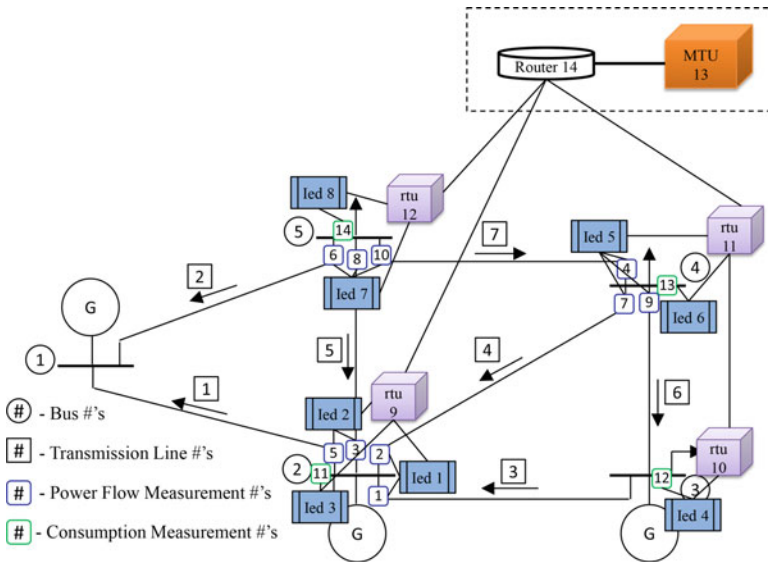 Router 14
MTU
13
Ied 8
rtu
12
14
5
6
8
10
Ied 7
7
Ied 5
rtu
11
4
4
13
7
9
Ied 6
2
G
1
5
4
6
1
Ied 2
rtu
9
5
3
2
2
11
1
Ied 1
Ied 3
G
3
rtu
10
12
3
Ied 4
G
# - Bus #'s
# - Transmission Line #'s
# - Power Flow Measurement #'s
# - Consumption Measurement #'s